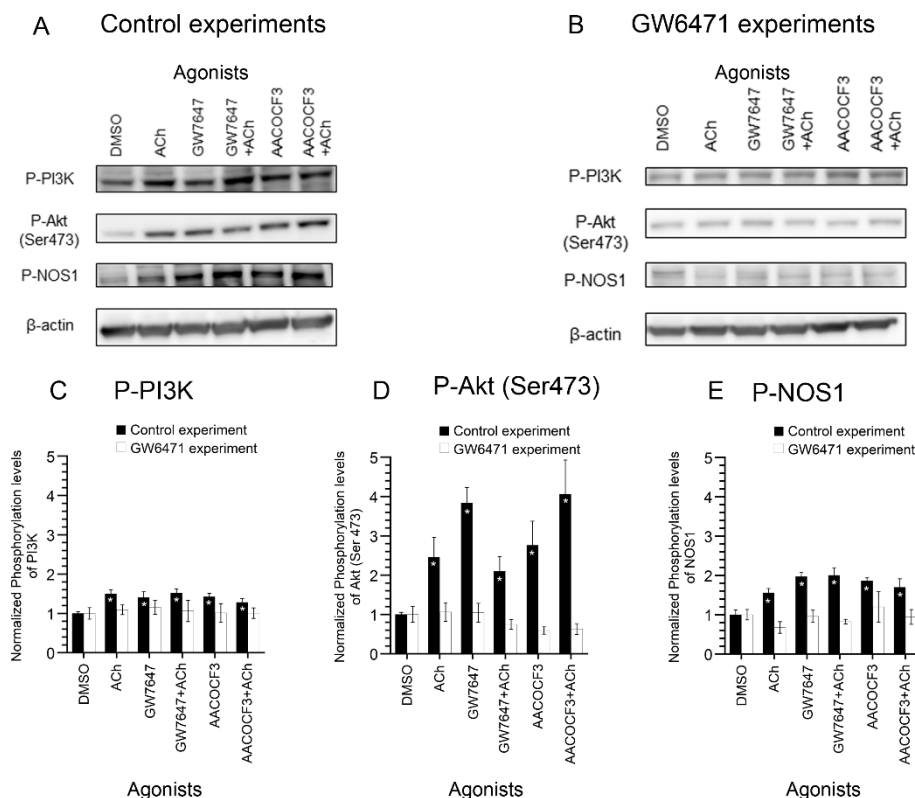 A Control experiments
Agonists
DMSO
ACh
GW7647
GW7647
+ACh
AACOCF3
AACOCF3
+ACh
P-PI3K
P-Akt
(Ser473)
P-NOS1
β-actin
B GW6471 experiments
Agonists
DMSO
ACh
GW7647
GW7647
+ACh
AACOCF3
AACOCF3
+ACh
P-PI3K
P-Akt
(Ser473)
P-NOS1
β-actin
C P-PI3K
Control experiment
GW6471 experiment
Normalized Phosphorylation levels
of PI3K
5
4
3
2
1
0
* * * * *
DMSO
ACh
GW7647
GW7647+ACh
AACOCF3
AACOCF3+ACh
Agonists
D P-Akt (Ser473)
Control experiment
GW6471 experiment
Normalized Phosphorylation levels
of Akt (Ser 473)
5
4
3
2
1
0
* * * * *
DMSO
ACh
GW7647
GW7647+ACh
AACOCF3
AACOCF3+ACh
Agonists
E P-NOS1
Control experiment
GW6471 experiment
Normalized Phosphorylation levels
of NOS1
5
4
3
2
1
0
* * * * *
DMSO
ACh
GW7647
GW7647+ACh
AACOCF3
AACOCF3+ACh
Agonists